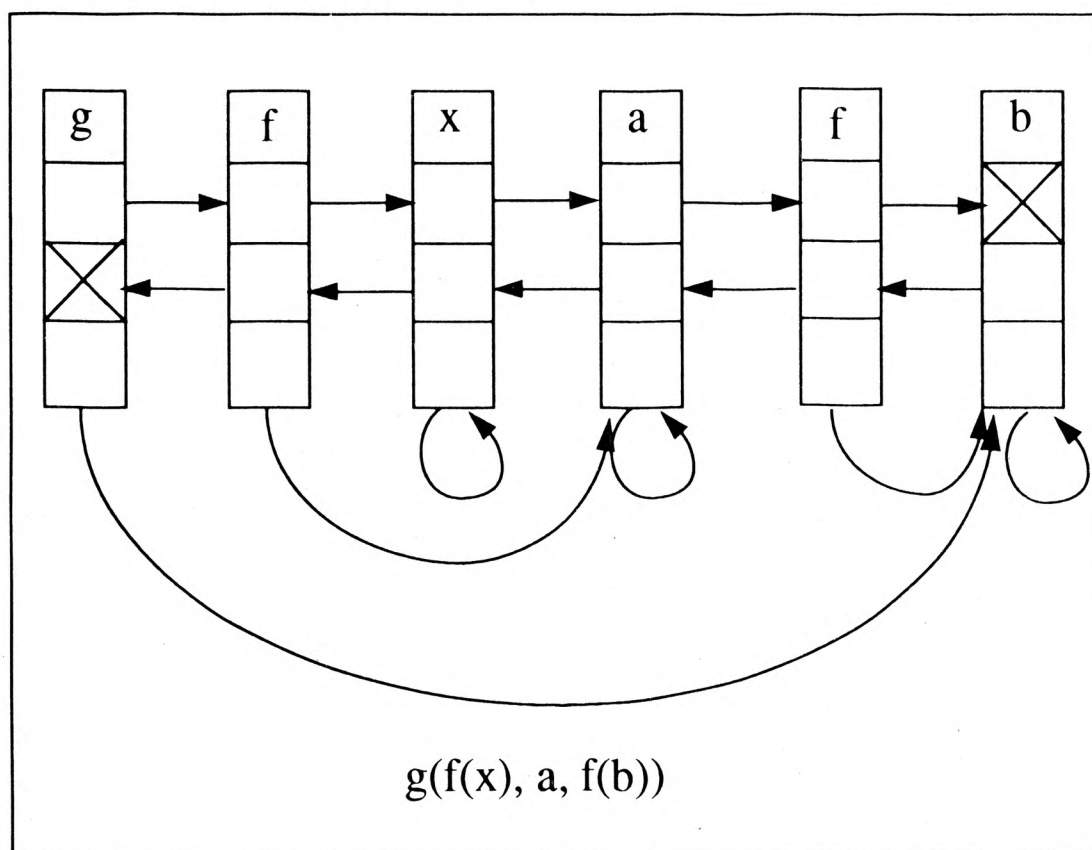 g f x a f b
g(f(x), a, f(b))